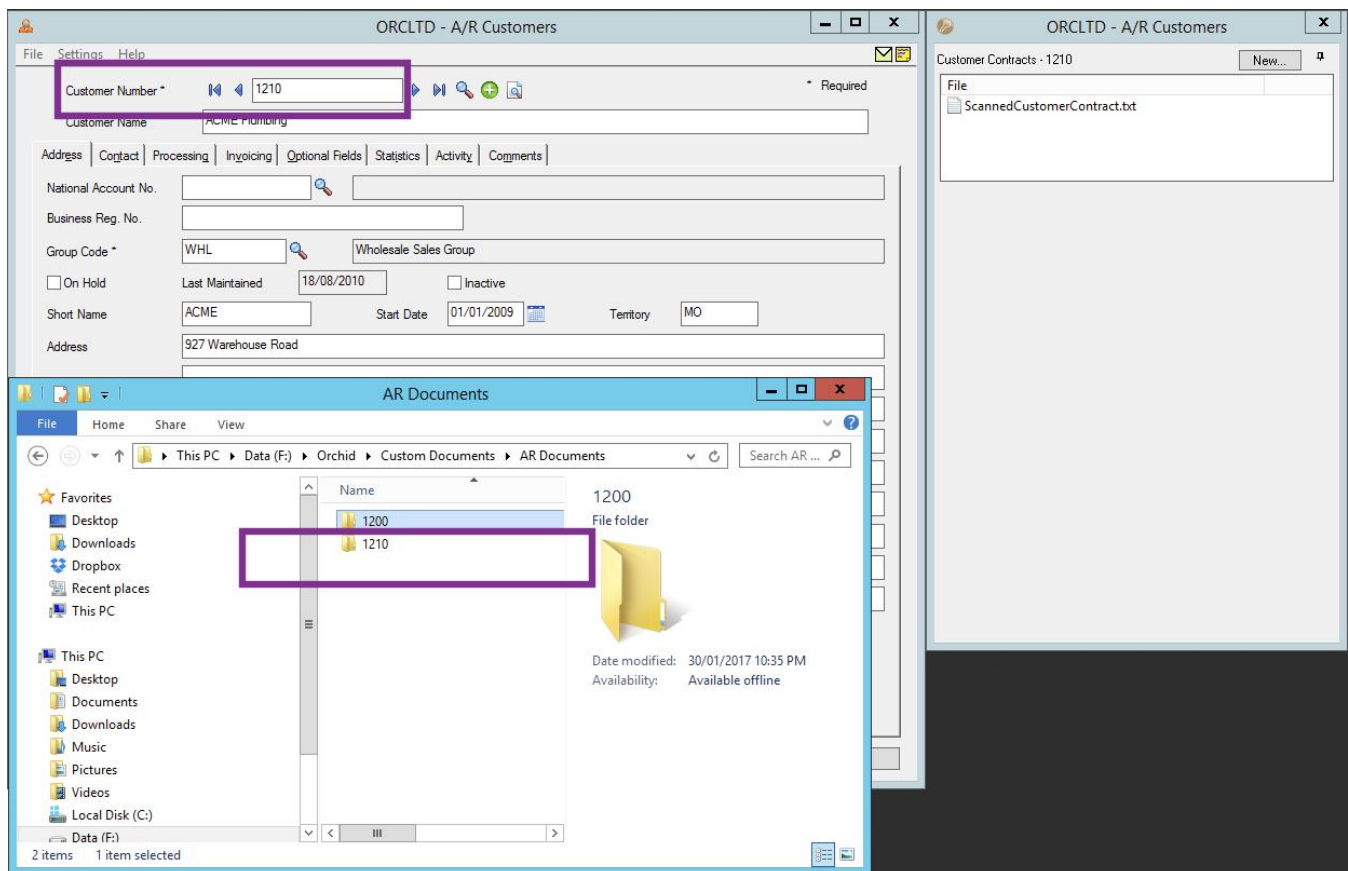 ORCLTD - A/R Customers
File Settings Help
Customer Number * 1210 * Required
Customer Name ACME Plumbing
Address Contact Processing Invoicing Optional Fields Statistics Activity Comments
National Account No.
Business Reg. No.
Group Code * WHL Wholesale Sales Group
On Hold Last Maintained 18/08/2010 Inactive
Short Name ACME Start Date 01/01/2009 Territory MO
Address 927 Warehouse Road
ORCLTD - A/R Customers
Customer Contracts - 1210 New...
File
ScannedCustomerContract.txt
AR Documents
File Home Share View
This PC Data (F:) Orchid Custom Documents AR Documents Search AR ...
Favorites
Desktop
Downloads
Dropbox
Recent places
This PC
This PC
Desktop
Documents
Downloads
Music
Pictures
Videos
Local Disk (C:)
Data (F:)
Name
1200
1210
1200
File folder
Date modified: 30/01/2017 10:35 PM
Availability: Available offline
2 items 1 item selected